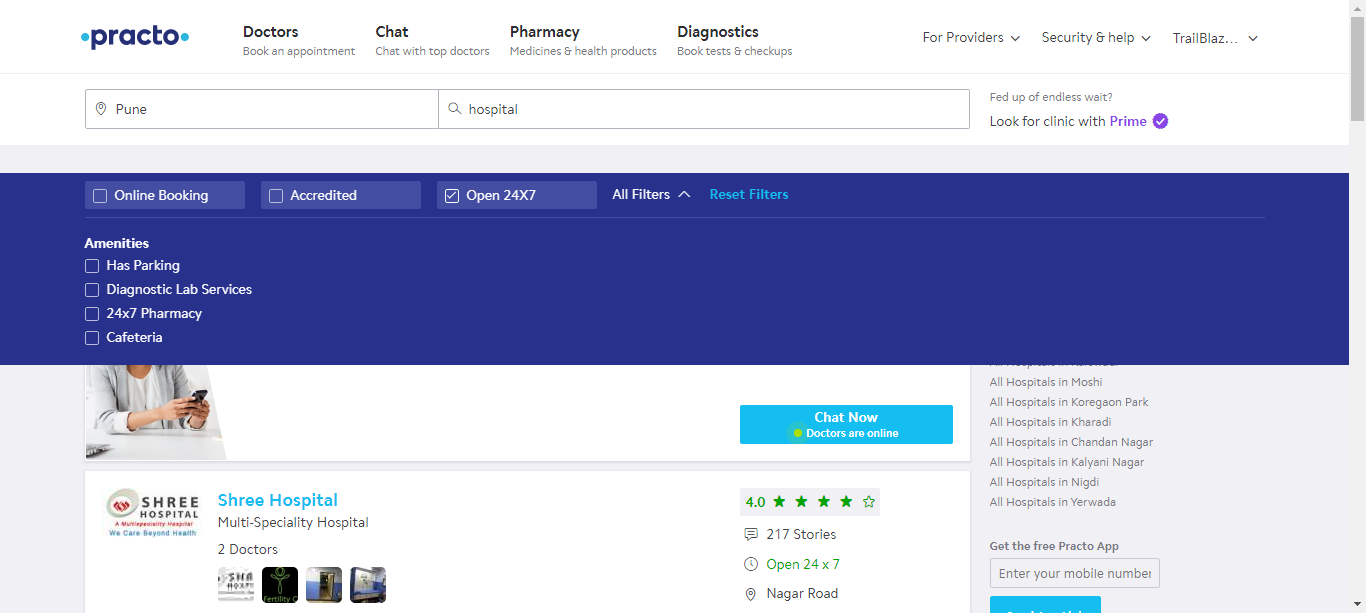 practo
Doctors
Book an appointment
Chat
Chat with top doctors
Pharmacy
Medicines & health products
Diagnostics
Book tests & checkups
For Providers
Security & help
TrailBlaz...
Pune
hospital
Fed up of endless wait?
Look for clinic with Prime
Online Booking
Accredited
Open 24X7
All Filters
Reset Filters
Amenities
Has Parking
Diagnostic Lab Services
24x7 Pharmacy
Cafeteria
Chat Now
Doctors are online
All Hospitals in Moshi
All Hospitals in Koregaon Park
All Hospitals in Kharadi
All Hospitals in Chandan Nagar
All Hospitals in Kalyani Nagar
All Hospitals in Nigdi
All Hospitals in Yerwada
SHREE
HOSPITAL
A Multispeciality Hospital
We Care Beyond Health
Shree Hospital
Multi-Speciality Hospital
2 Doctors
4.0
217 Stories
Open 24 x 7
Nagar Road
Get the free Practo App
Enter your mobile number